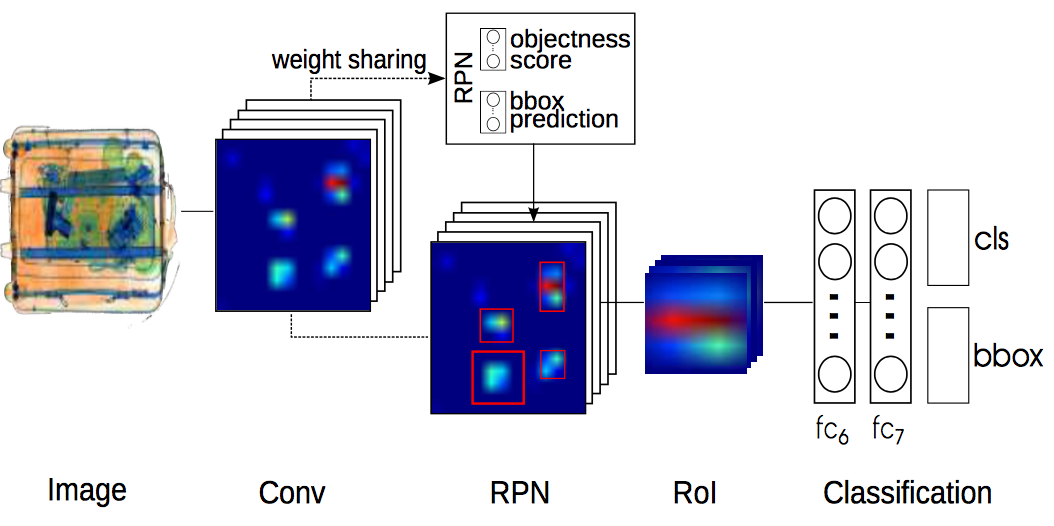 weight sharing
RPN
objectness
score
bbox
prediction
cls
bbox
fc6
fc7
Image
Conv
RPN
RoI
Classification